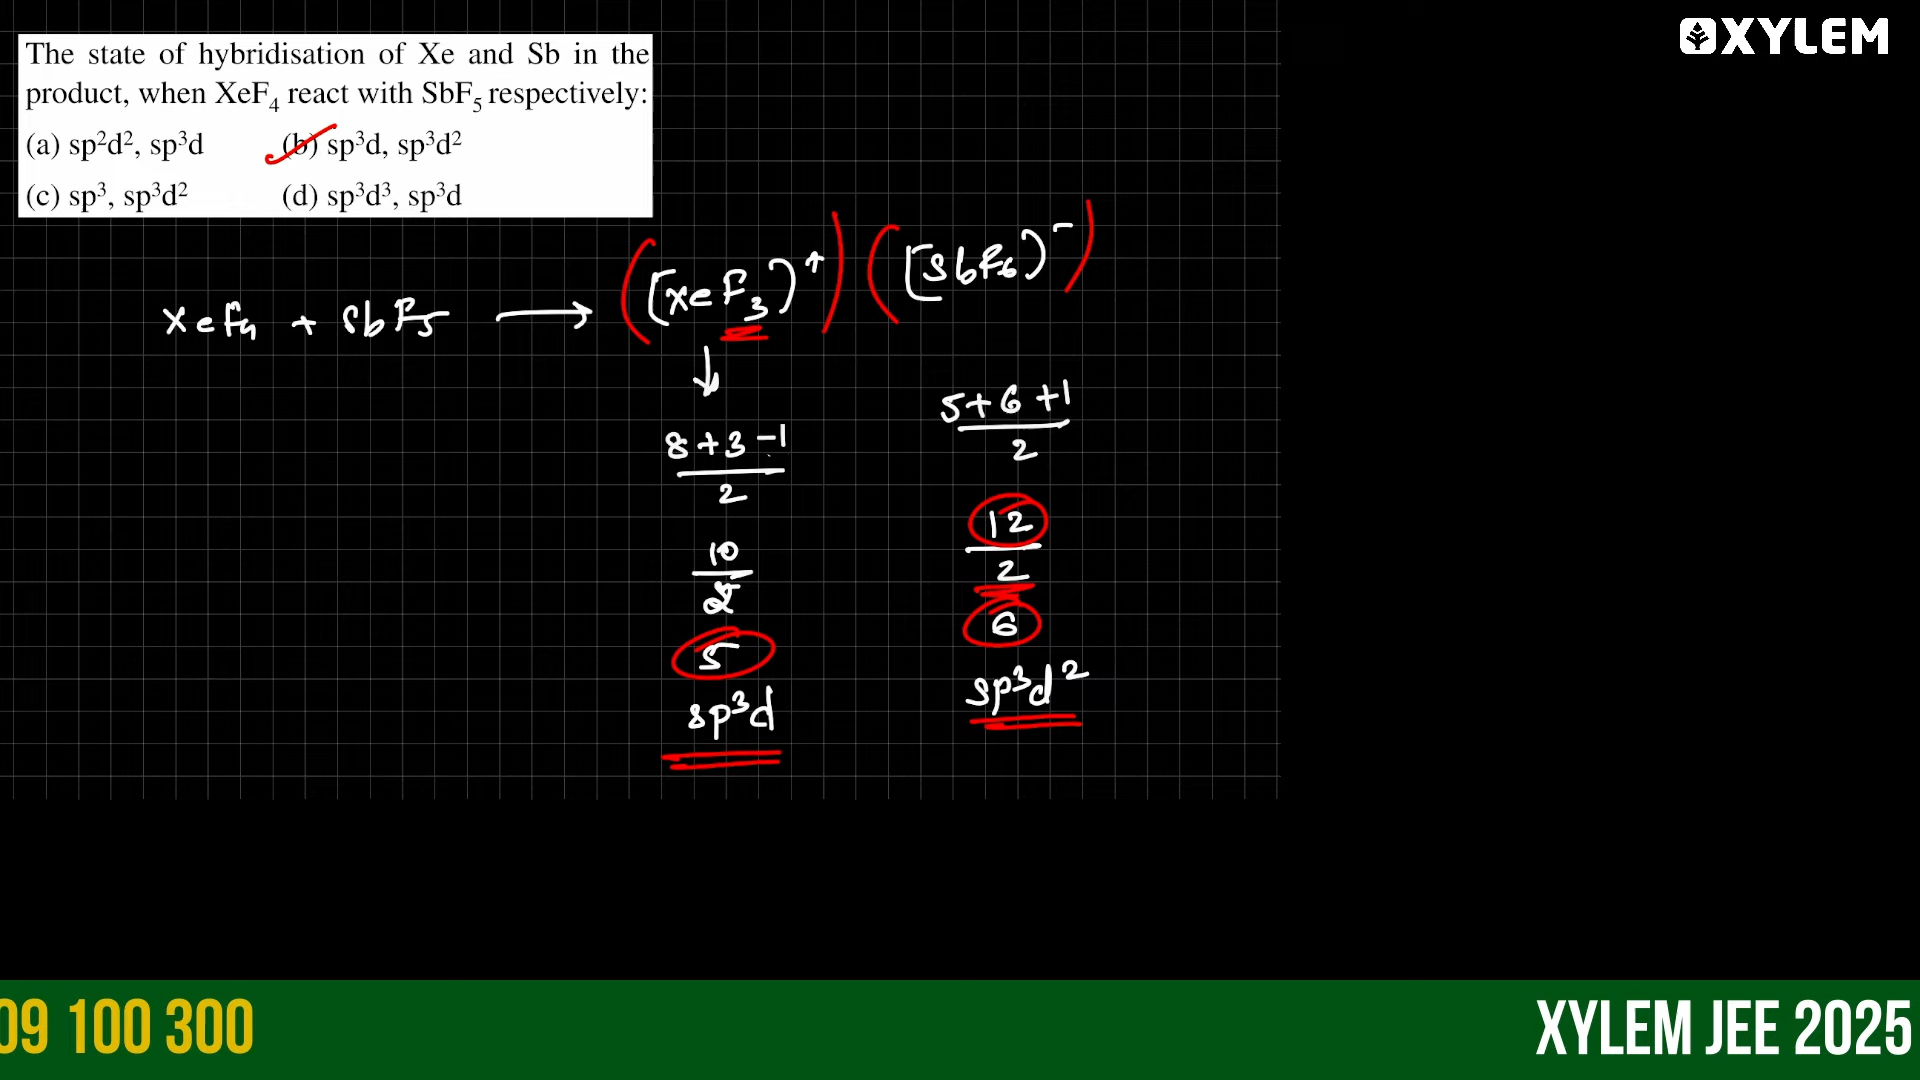 XYLEM
The state of hybridisation of Xe and Sb in the
product, when XeF₄ react with SbF₅ respectively:
(a) sp²d², sp³d (b) sp³d, sp³d²
(c) sp³, sp³d² (d) sp³d³, sp³d
XeF₄ + SbF₅ ⟶ ([XeF₃)⁺) ([SbF₆)⁻)
↓
8+3-1
2
10
2
5
sp³d
5+6+1
2
12
2
6
sp³d²
09 100 300
XYLEM JEE 2025